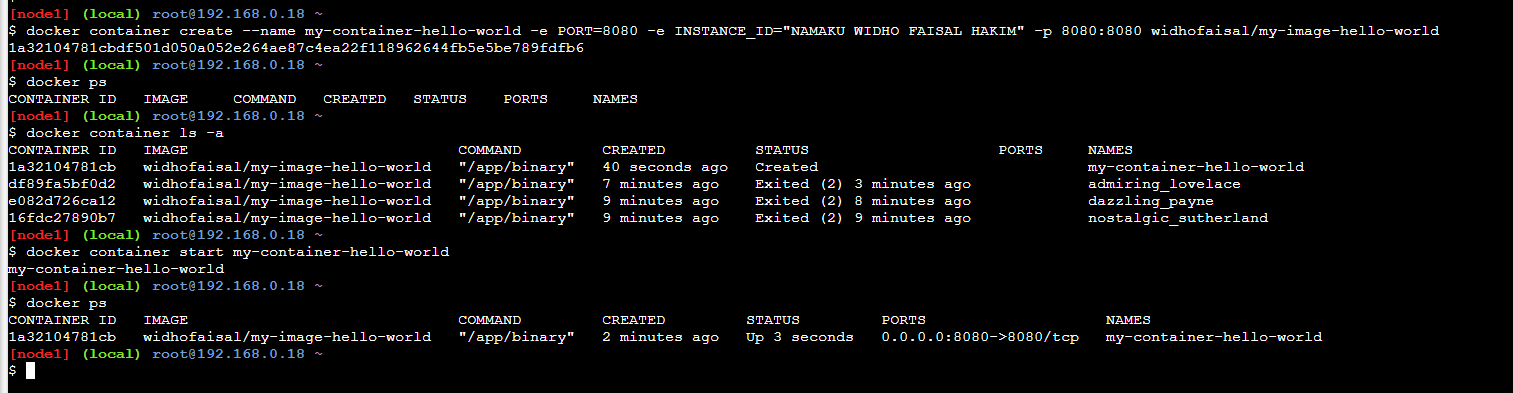 [node1] (local) root@192.168.0.18 ~
$ docker container create --name my-container-hello-world -e PORT=8080 -e INSTANCE_ID="NAMAKU WIDHO FAISAL HAKIM" -p 8080:8080 widhofaisal/my-image-hello-world
1a32104781cbdf501d050a052e264ae87c4ea22f118962644fb5e5be789fdfb6
[node1] (local) root@192.168.0.18 ~
$ docker ps
CONTAINER ID   IMAGE     COMMAND   CREATED   STATUS    PORTS     NAMES
[node1] (local) root@192.168.0.18 ~
$ docker container ls -a
CONTAINER ID   IMAGE                              COMMAND         CREATED          STATUS                     PORTS     NAMES
1a32104781cb   widhofaisal/my-image-hello-world   "/app/binary"   40 seconds ago   Created                              my-container-hello-world
df89fa5bf0d2   widhofaisal/my-image-hello-world   "/app/binary"   7 minutes ago    Exited (2) 3 minutes ago             admiring_lovelace
e082d726ca12   widhofaisal/my-image-hello-world   "/app/binary"   9 minutes ago    Exited (2) 8 minutes ago             dazzling_payne
16fdc27890b7   widhofaisal/my-image-hello-world   "/app/binary"   9 minutes ago    Exited (2) 9 minutes ago             nostalgic_sutherland
[node1] (local) root@192.168.0.18 ~
$ docker container start my-container-hello-world
my-container-hello-world
[node1] (local) root@192.168.0.18 ~
$ docker ps
CONTAINER ID   IMAGE                              COMMAND         CREATED         STATUS         PORTS                    NAMES
1a32104781cb   widhofaisal/my-image-hello-world   "/app/binary"   2 minutes ago   Up 3 seconds   0.0.0.0:8080->8080/tcp   my-container-hello-world
[node1] (local) root@192.168.0.18 ~
$